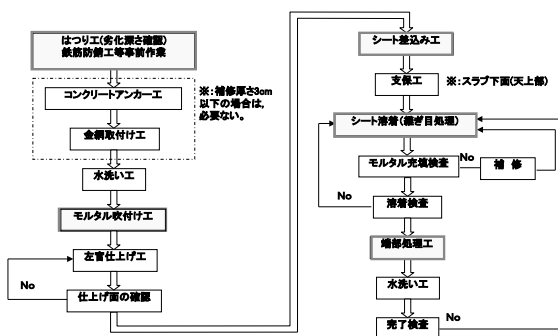 はつり工(劣化深さ確認)
鉄筋防錆工等事前作業
コンクリートアンカー工
※:補修厚さ3cm
以下の場合は,
必要ない。
金網取付け工
水洗い工
モルタル吹付け工
左官仕上げ工
No
仕上げ面の確認
シート差込み工
支保工
※:スラブ下面(天上部)
シート溶着(継ぎ目処理)
モルタル充填検査
No
補 修
No
溶着検査
端部処理工
水洗い工
完了検査
No